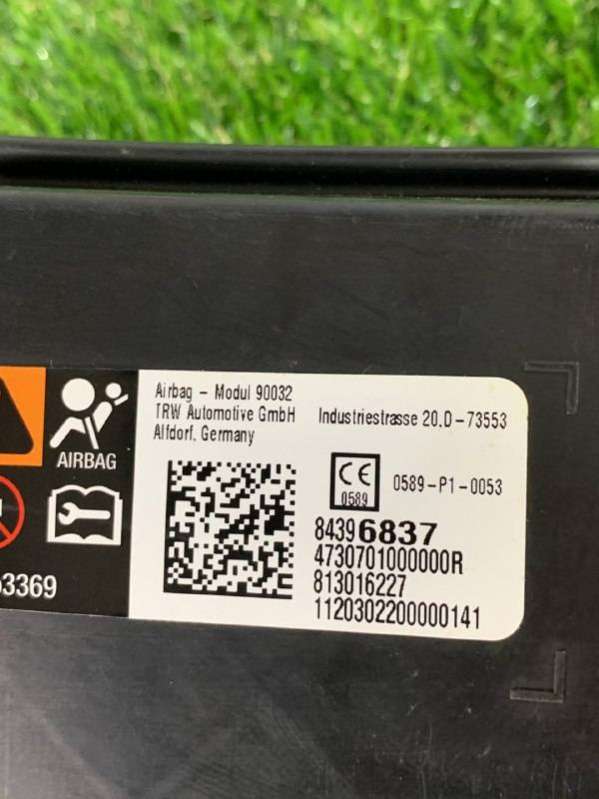 Airbag - Modul 90032
TRW Automotive GmbH
Industriestrasse 20.D-73553
Alfdorf. Germany
AIRBAG
CE
0589
0589-P1-0053
84396837
4730701000000R
813016227
1120302200000141
3369